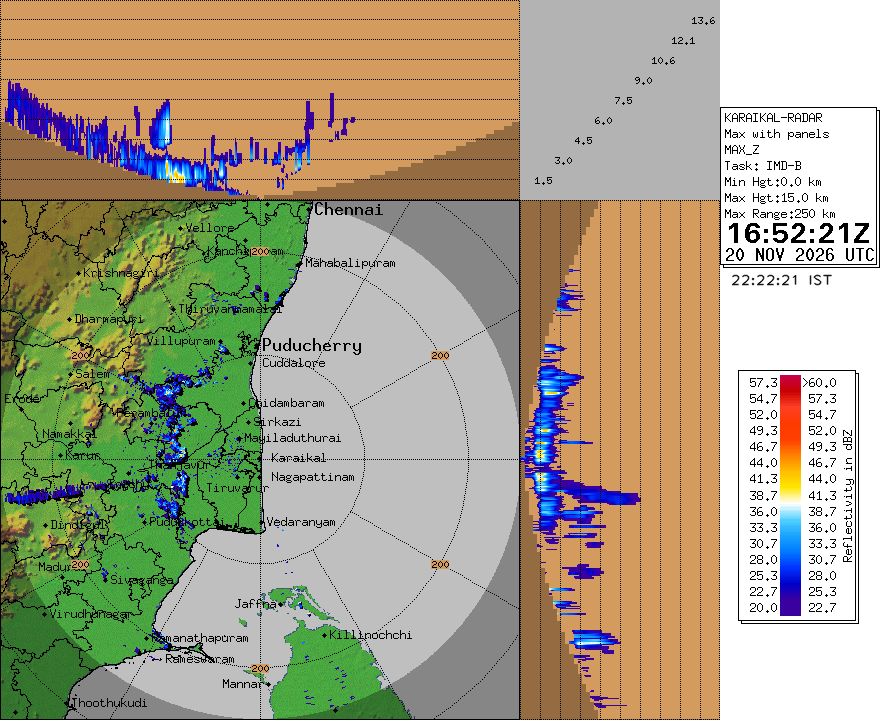 13.6
12.1
10.6
9.0
7.5
6.0
4.5
3.0
1.5
KARAIKAL-RADAR
Max with panels
MAX_Z
Task: IMD-B
Min Hgt:0.0 km
Max Hgt:15.0 km
Max Range:250 km
16:52:21Z
20 NOV 2026 UTC
22:22:21 IST
Chennai
Vellore
200
Mahabalipuram
Krishnagiri
Thiruvannamalai
Dharmapuri
Villupuram
Puducherry
200
200
Cuddalore
Salem
Chidambaram
Sirkazi
Namakkal
Mayiladuthurai
Karur
Karaikal
Nagapattinam
Tiruvarur
Pudukkottai
Vedaranyam
200
200
Sivaganga
Jaffna
Virudhunagar
Ramanathapuram
Killinochchi
Rameswaram
200
Mannar
Thoothukudi
57.3 >60.0
54.7 57.3
52.0 54.7
49.3 52.0
46.7 49.3
44.0 46.7
41.3 44.0
38.7 41.3
36.0 38.7
33.3 36.0
30.7 33.3
28.0 30.7
25.3 28.0
22.7 25.3
20.0 22.7
Reflectivity in dBZ